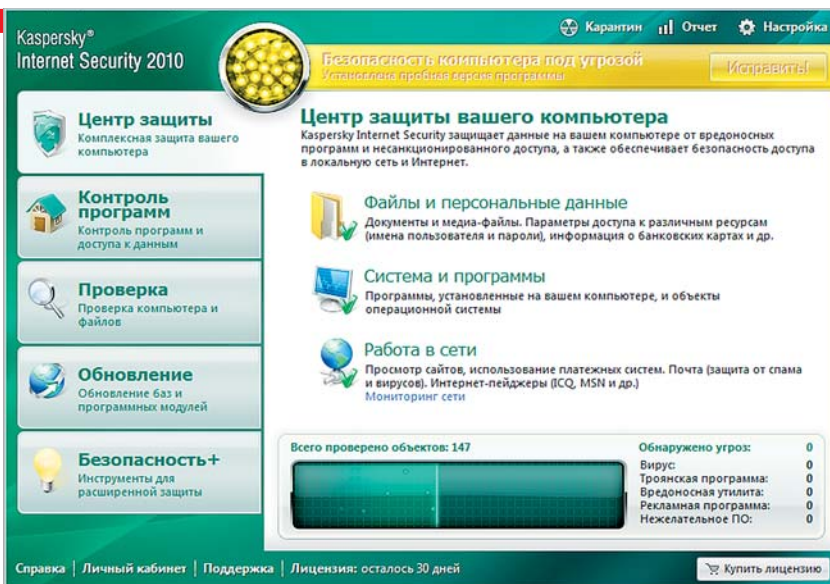 Kaspersky®
Internet Security 2010
Карантин Отчет Настройка
Безопасность компьютера под угрозой
Установлена пробная версия программы
Исправить!
Центр защиты
Комплексная защита вашего
компьютера
Контроль
программ
Контроль программ и
доступа к данным
Проверка
Проверка компьютера и
файлов
Обновление
Обновление баз и
программных модулей
Безопасность+
Инструменты для
расширенной защиты
Центр защиты вашего компьютера
Kaspersky Internet Security защищает данные на вашем компьютере от вредоносных
программ и несанкционированного доступа, а также обеспечивает безопасность доступа
в локальную сеть и Интернет.
Файлы и персональные данные
Документы и медиа-файлы. Параметры доступа к различным ресурсам
(имена пользователя и пароли), информация о банковских картах и др.
Система и программы
Программы, установленные на вашем компьютере, и объекты
операционной системы
Работа в сети
Просмотр сайтов, использование платежных систем. Почта (защита от спама
и вирусов). Интернет-пейджеры (ICQ, MSN и др.)
Мониторинг сети
Всего проверено объектов: 147
Обнаружено угроз: 0
Вирус: 0
Троянская программа: 0
Вредоносная утилита: 0
Рекламная программа: 0
Нежелательное ПО: 0
Справка | Личный кабинет | Поддержка | Лицензия: осталось 30 дней
Купить лицензию